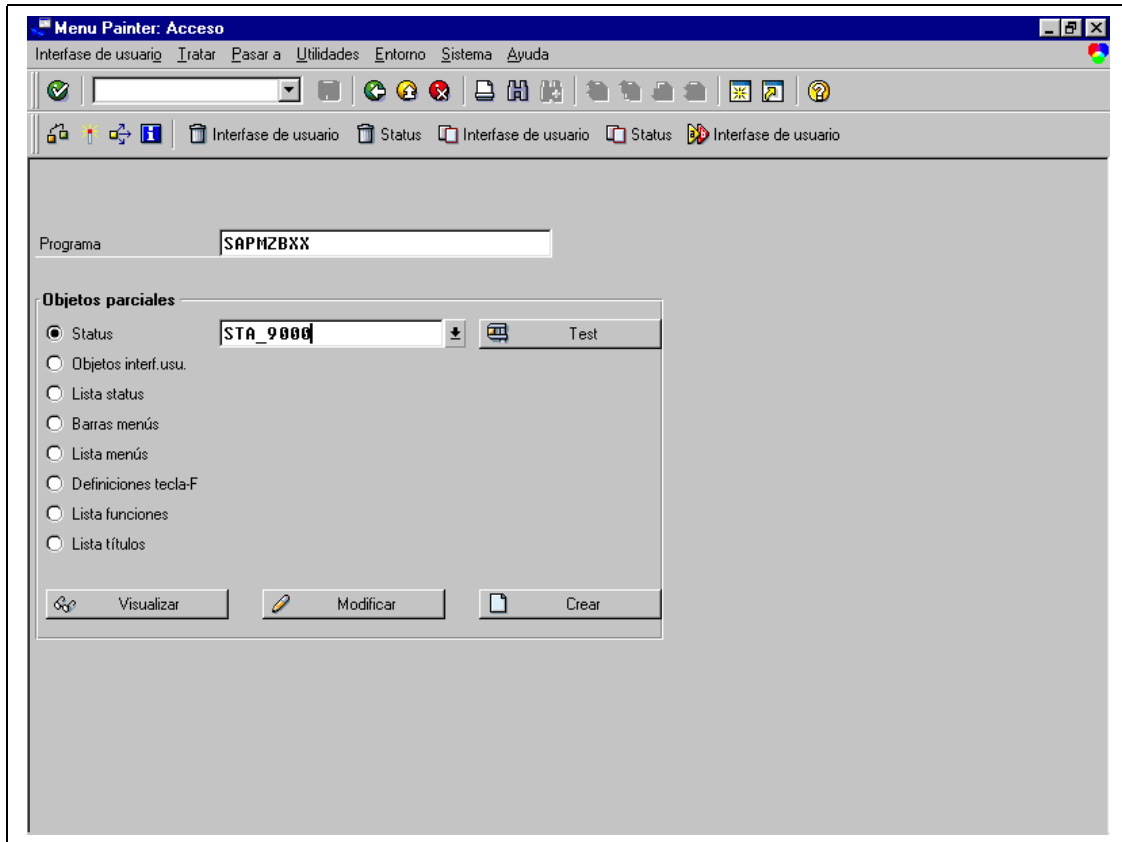 Menu Painter: Acceso
Interfase de usuario Tratar Pasar a Utilidades Entorno Sistema Ayuda
Interfase de usuario Status Interfase de usuario Status Interfase de usuario
Programa SAPMZBXX
Objetos parciales
Status STA_9000 Test
Objetos interf.usu.
Lista status
Barras menús
Lista menús
Definiciones tecla-F
Lista funciones
Lista títulos
Visualizar Modificar Crear